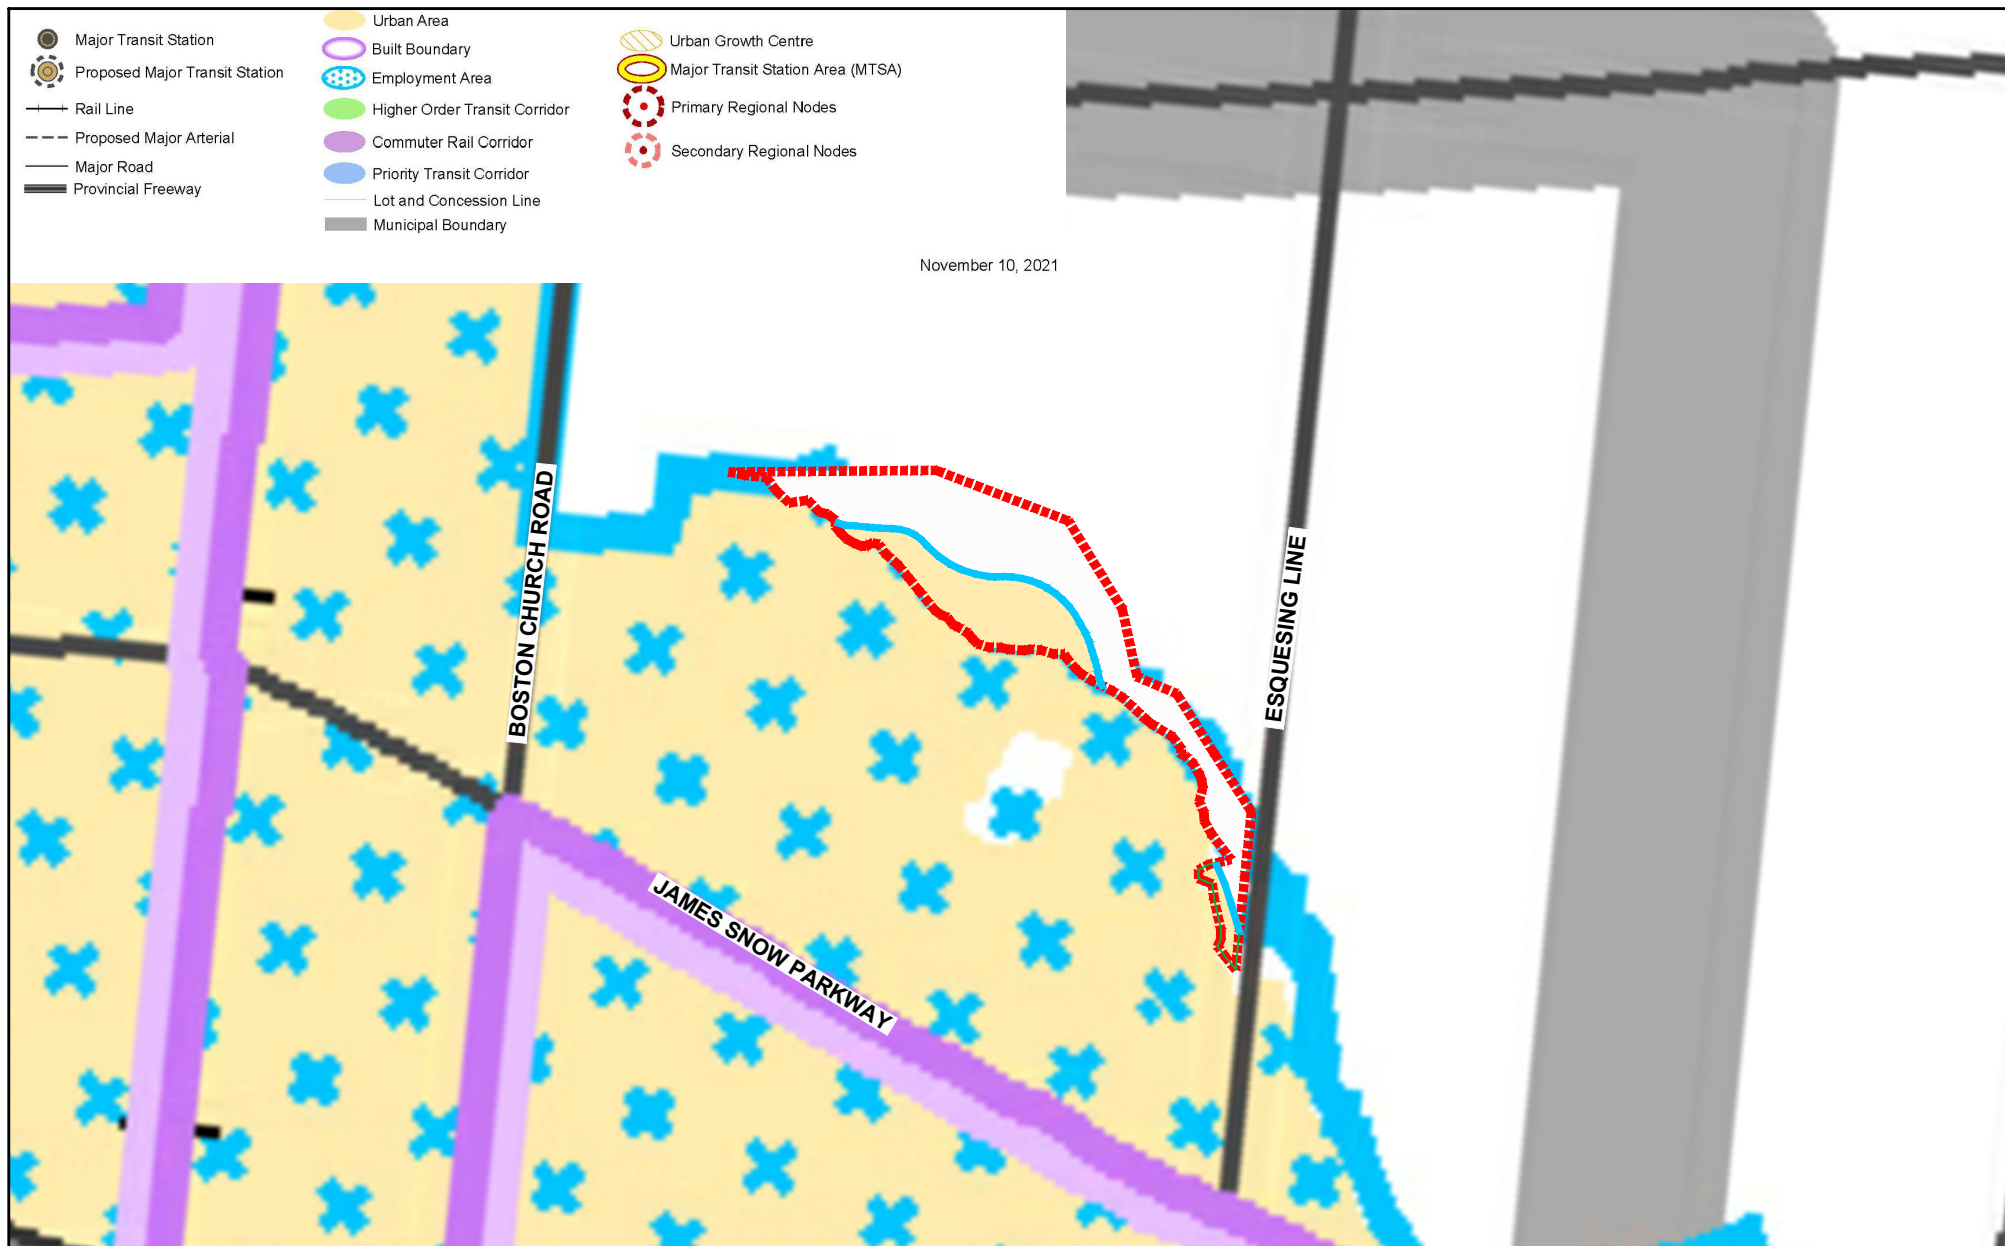 Major Transit Station
Proposed Major Transit Station
Rail Line
Proposed Major Arterial
Major Road
Provincial Freeway
Urban Area
Built Boundary
Employment Area
Higher Order Transit Corridor
Commuter Rail Corridor
Priority Transit Corridor
Lot and Concession Line
Municipal Boundary
Urban Growth Centre
Major Transit Station Area (MTSA)
Primary Regional Nodes
Secondary Regional Nodes
November 10, 2021
BOSTON CHURCH ROAD
ESQUESING LINE
JAMES SNOW PARKWAY